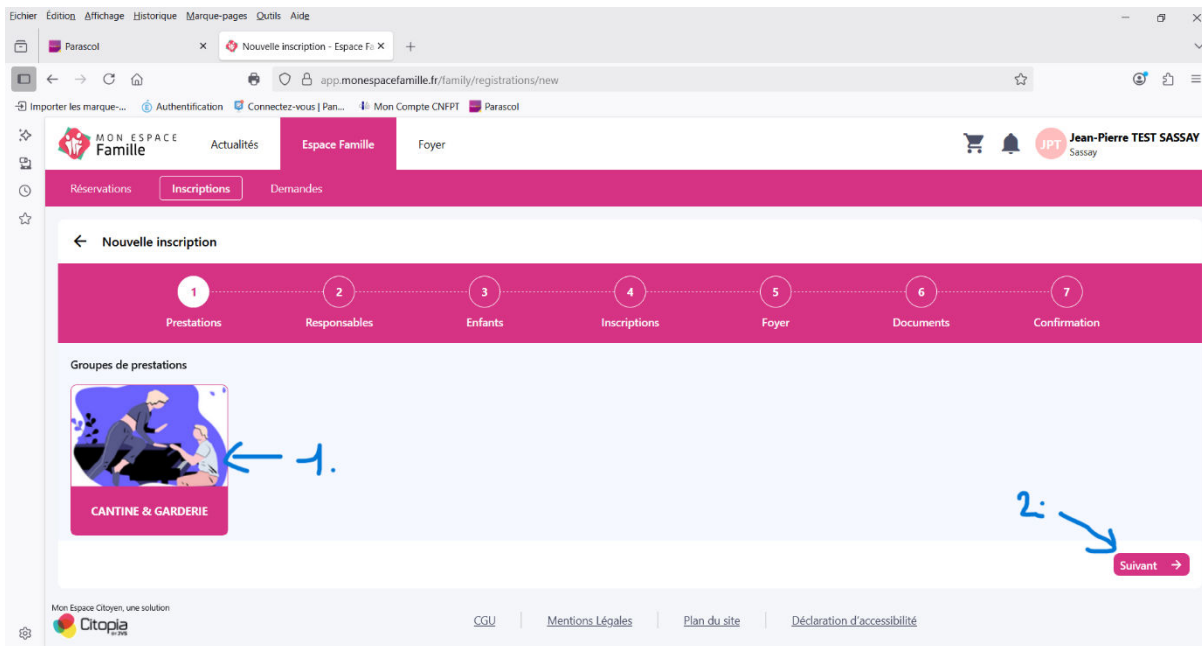 Fichier Édition Affichage Historique Marque-pages Outils Aide
Parascol × Nouvelle inscription - Espace Fa × +
app.monespacefamille.fr/family/registrations/new
Importer les marque-... Authentification Connectez-vous | Pan... Mon Compte CNFPT Parascol
MON ESPACE
Famille
Actualités Espace Famille Foyer
JPT
Jean-Pierre TEST SASSAY
Sassay
Réservations Inscriptions Demandes
← Nouvelle inscription
1 2 3 4 5 6 7
Prestations Responsables Enfants Inscriptions Foyer Documents Confirmation
Groupes de prestations
1.
CANTINE & GARDERIE
2:
Suivant →
Mon Espace Citoyen, une solution
Citopia
BY JVS
CGU Mentions Légales Plan du site Déclaration d'accessibilité